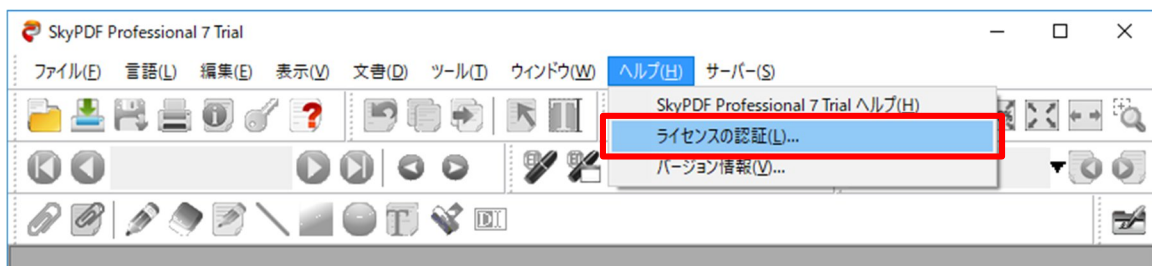 SkyPDF Professional 7 Trial
ファイル(F) 言語(L) 編集(E) 表示(V) 文書(D) ツール(T) ウィンドウ(W) ヘルプ(H) サーバー(S)
SkyPDF Professional 7 Trial ヘルプ(H)
ライセンスの認証(L)...
バージョン情報(V)...